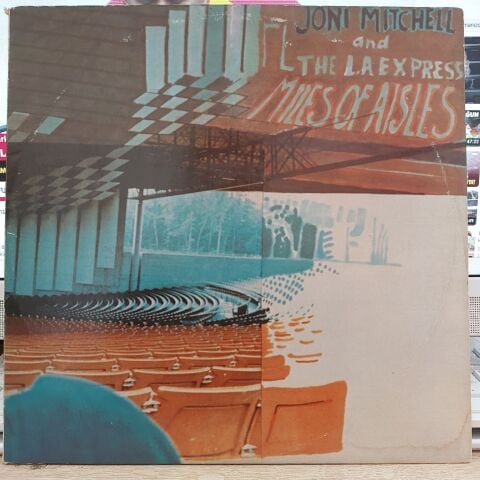 JONI MITCHELL
and
THE L.A EXPRESS
MILES OF AISLES